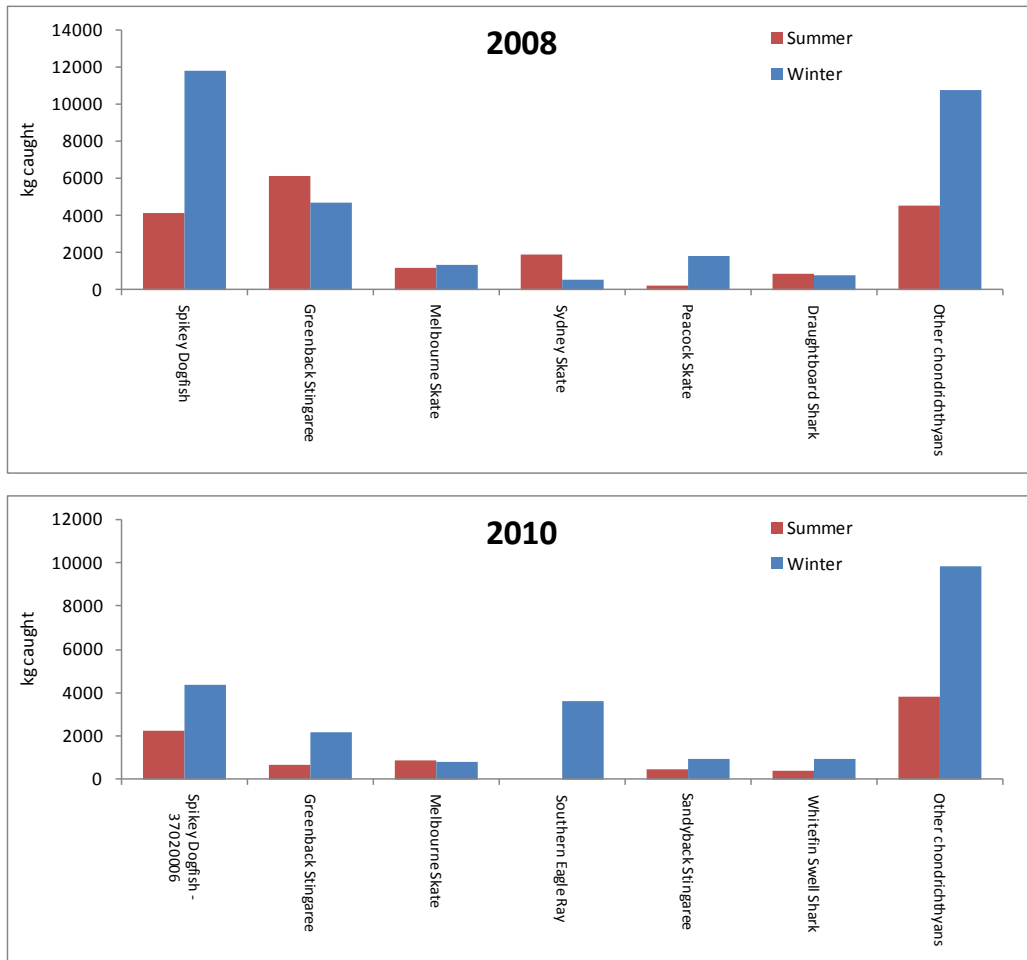 2008
Summer
Winter
kg caught
14000
12000
10000
8000
6000
4000
2000
0
Spikey Dogfish
Greenback Stingaree
Melbourne Skate
Sydney Skate
Peacock Skate
Draughtboard Shark
Other chondrichthyans
2010
Summer
Winter
kg caught
12000
10000
8000
6000
4000
2000
0
Spikey Dogfish -
37020006
Greenback Stingaree
Melbourne Skate
Southern Eagle Ray
Sandyback Stingaree
Whitefin Swell Shark
Other chondrichthyans